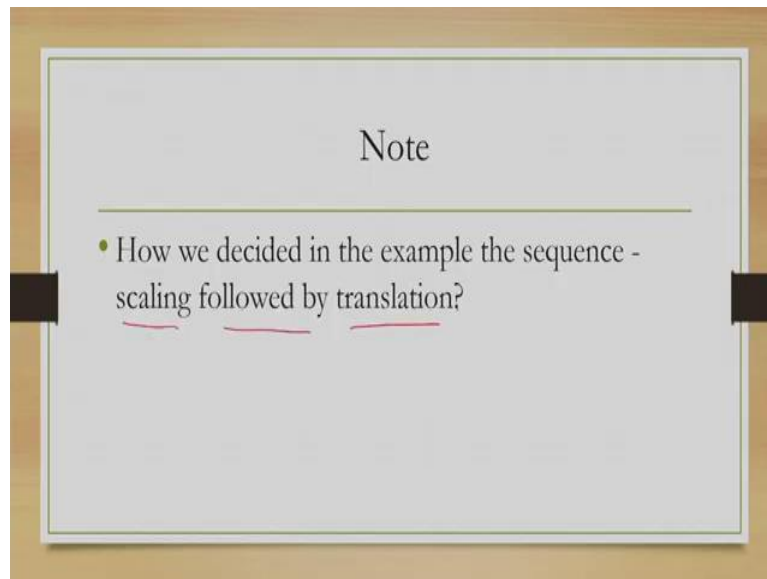 Note
• How we decided in the example the sequence -
scaling followed by translation?